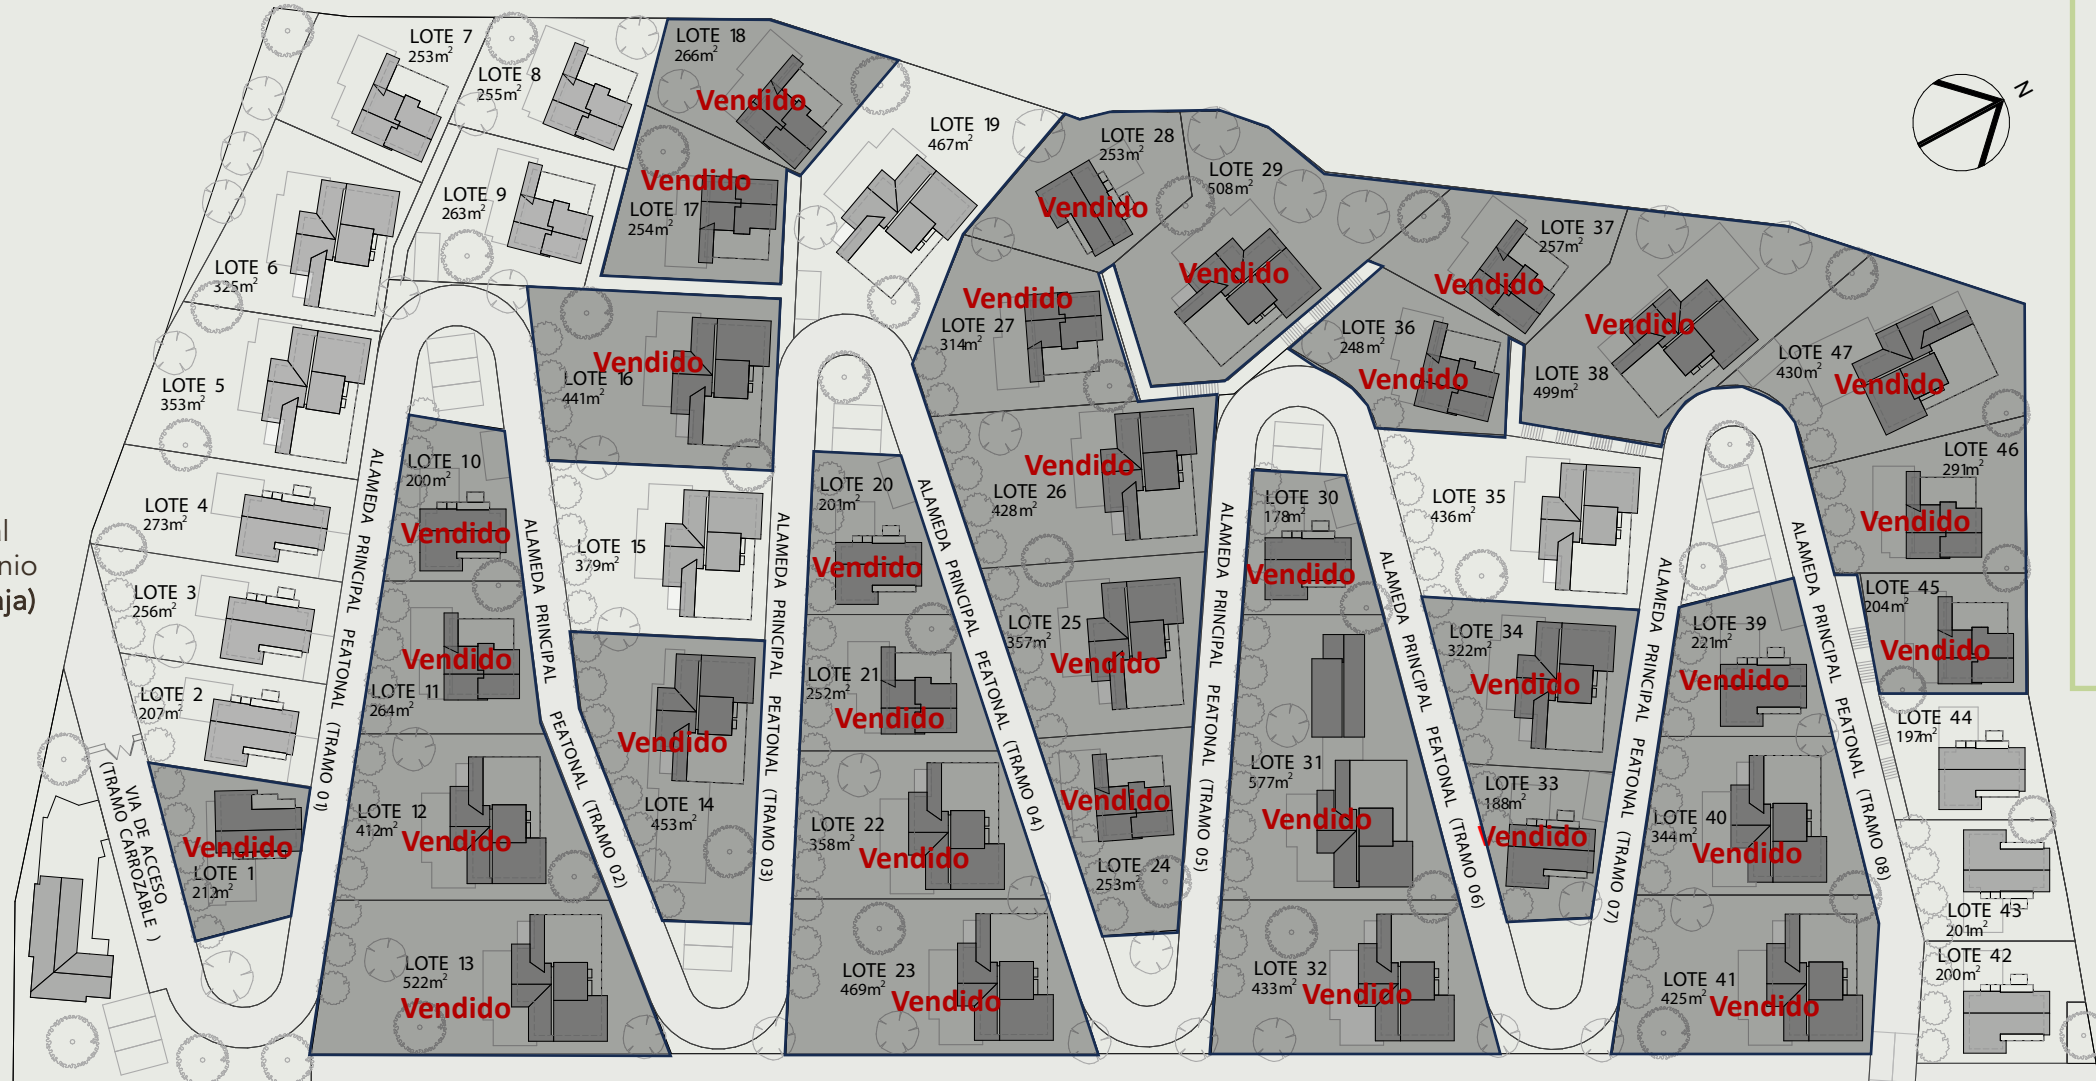 LOTE 7
253m²
LOTE 8
255m²
LOTE 18
266m²
Vendido
LOTE 19
467m²
LOTE 28
253m²
Vendido
LOTE 29
508m²
Vendido
N
LOTE 9
263m²
Vendido
LOTE 17
254m²
LOTE 37
257m²
Vendido
LOTE 6
325m²
Vendido
LOTE 27
314m²
LOTE 36
248m²
Vendido
Vendido
LOTE 38
499m²
LOTE 47
430m²
Vendido
LOTE 5
353m²
Vendido
LOTE 16
441m²
LOTE 10
200m²
Vendido
LOTE 20
201m²
Vendido
Vendido
LOTE 26
428m²
LOTE 30
178m²
Vendido
LOTE 35
436m²
LOTE 46
291m²
Vendido
LOTE 4
273m²
LOTE 15
379m²
al
nio
nja)
LOTE 3
256m²
LOTE 45
204m²
Vendido
LOTE 25
357m²
Vendido
LOTE 34
322m²
Vendido
LOTE 39
221m²
Vendido
Vendido
LOTE 11
264m²
LOTE 21
252m²
Vendido
LOTE 2
207m²
LOTE 44
197m²
Vendido
LOTE 14
453m²
LOTE 31
577m²
Vendido
LOTE 33
188m²
Vendido
LOTE 12
412m²
Vendido
LOTE 22
358m²
Vendido
Vendido
LOTE 24
253m²
LOTE 40
344m²
Vendido
Vendido
LOTE 1
212m²
LOTE 43
201m²
LOTE 13
522m²
Vendido
LOTE 23
469m²
Vendido
LOTE 32
433m²
Vendido
LOTE 41
425m²
Vendido
LOTE 42
200m²
VIA DE ACCESO
(TRAMO CARROZABLE )
ALAMEDA PRINCIPAL PEATONAL (TRAMO 01)
ALAMEDA PRINCIPAL PEATONAL (TRAMO 02)
ALAMEDA PRINCIPAL PEATONAL (TRAMO 03)
ALAMEDA PRINCIPAL PEATONAL (TRAMO 04)
ALAMEDA PRINCIPAL PEATONAL (TRAMO 05)
ALAMEDA PRINCIPAL PEATONAL (TRAMO 06)
ALAMEDA PRINCIPAL PEATONAL (TRAMO 07)
ALAMEDA PRINCIPAL PEATONAL (TRAMO 08)